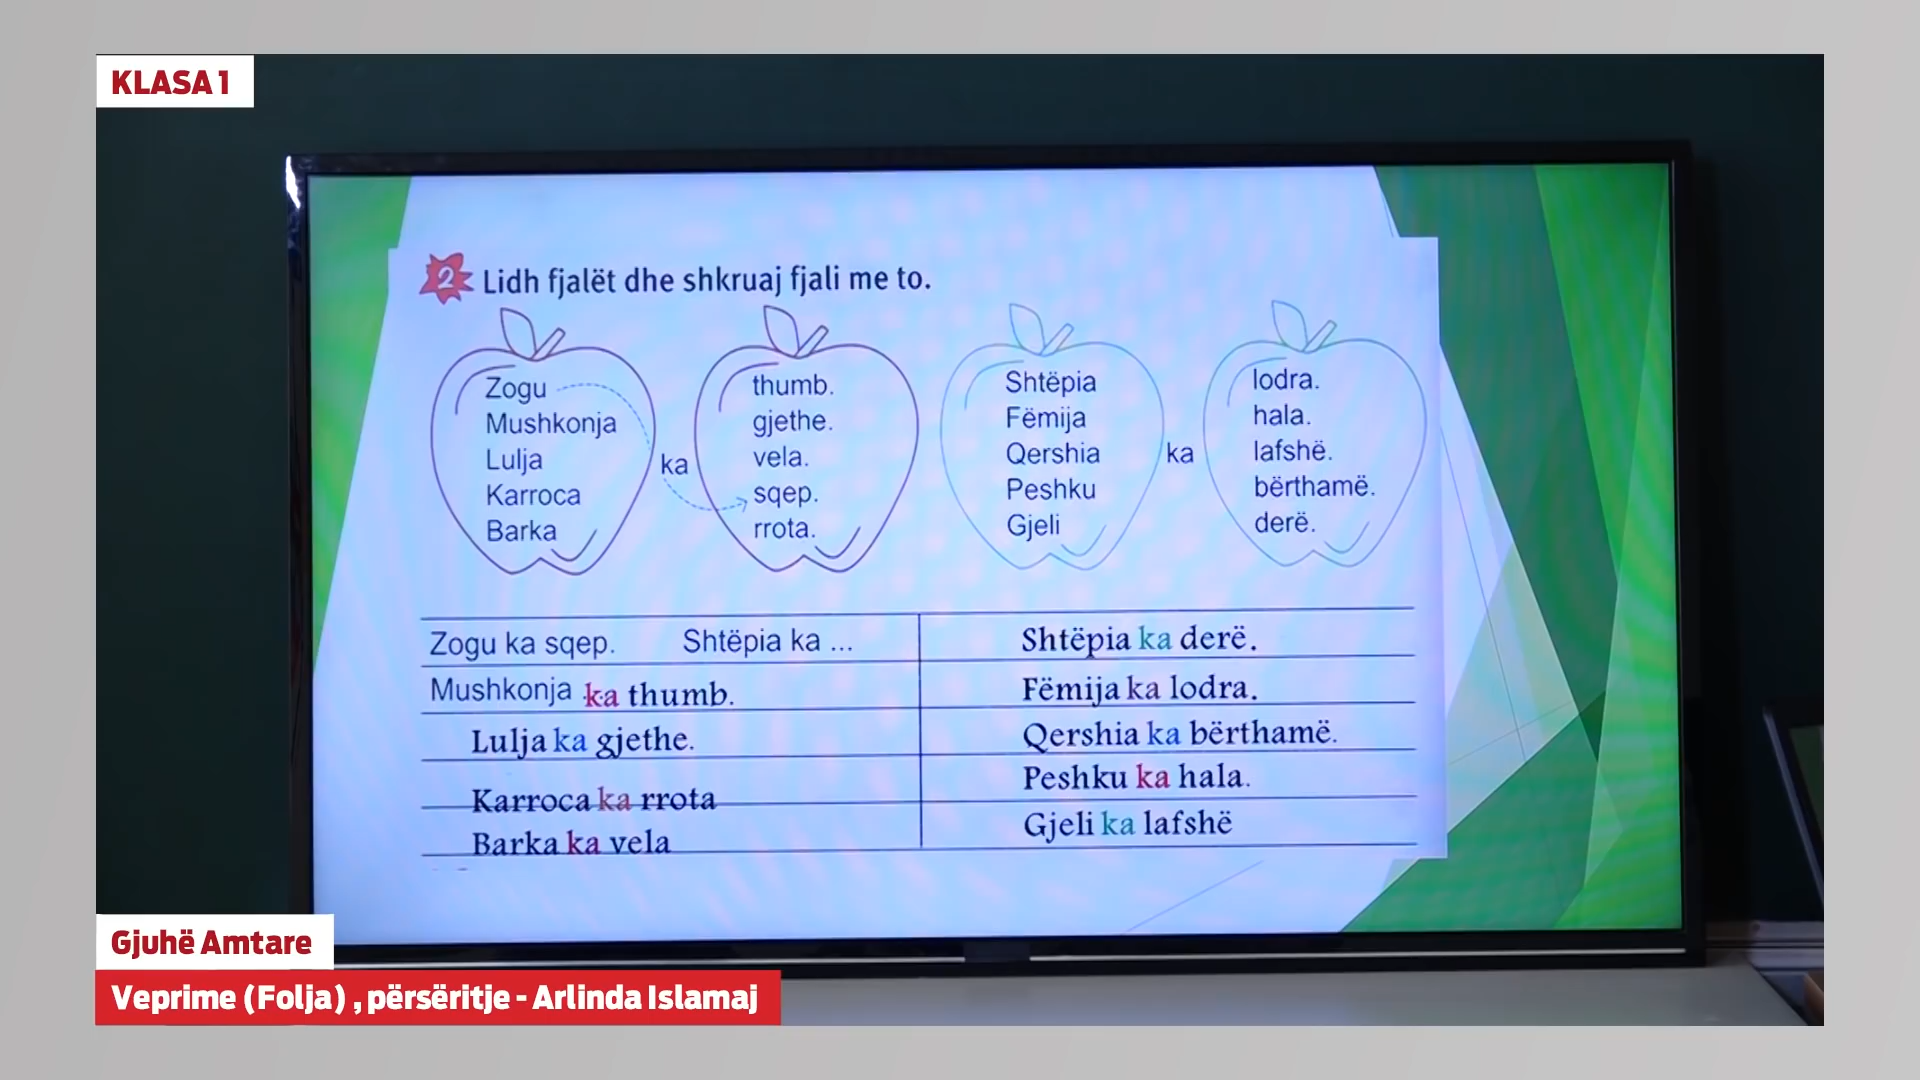 KLASA 1
2 Lidh fjalët dhe shkruaj fjali me to.
Zogu
Mushkonja
Lulja
Karroca
Barka
ka
thumb.
gjethe.
vela.
sqep.
rrota.
Shtëpia
Fëmija
Qershia
Peshku
Gjeli
ka
lodra.
hala.
lafshë.
bërthamë.
derë.
Zogu ka sqep. Shtëpia ka ...
Mushkonja ka thumb.
Lulja ka gjethe.
Karroca ka rrota
Barka ka vela
Shtëpia ka derë.
Fëmija ka lodra.
Qershia ka bërthamë.
Peshku ka hala.
Gjeli ka lafshë
Gjuhë Amtare
Veprime (Folja) , përsëritje - Arlinda Islamaj